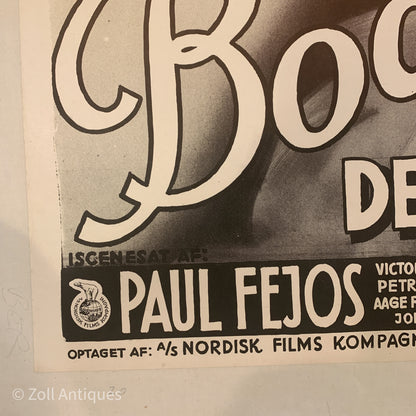 Bo
DE
ISCENESAT AF:
PAUL FEJOS
VICTO
PETR
AAGE
JO
OPTAGET AF: A/S NORDISK FILMS KOMPAGN
© Zoll Antiques